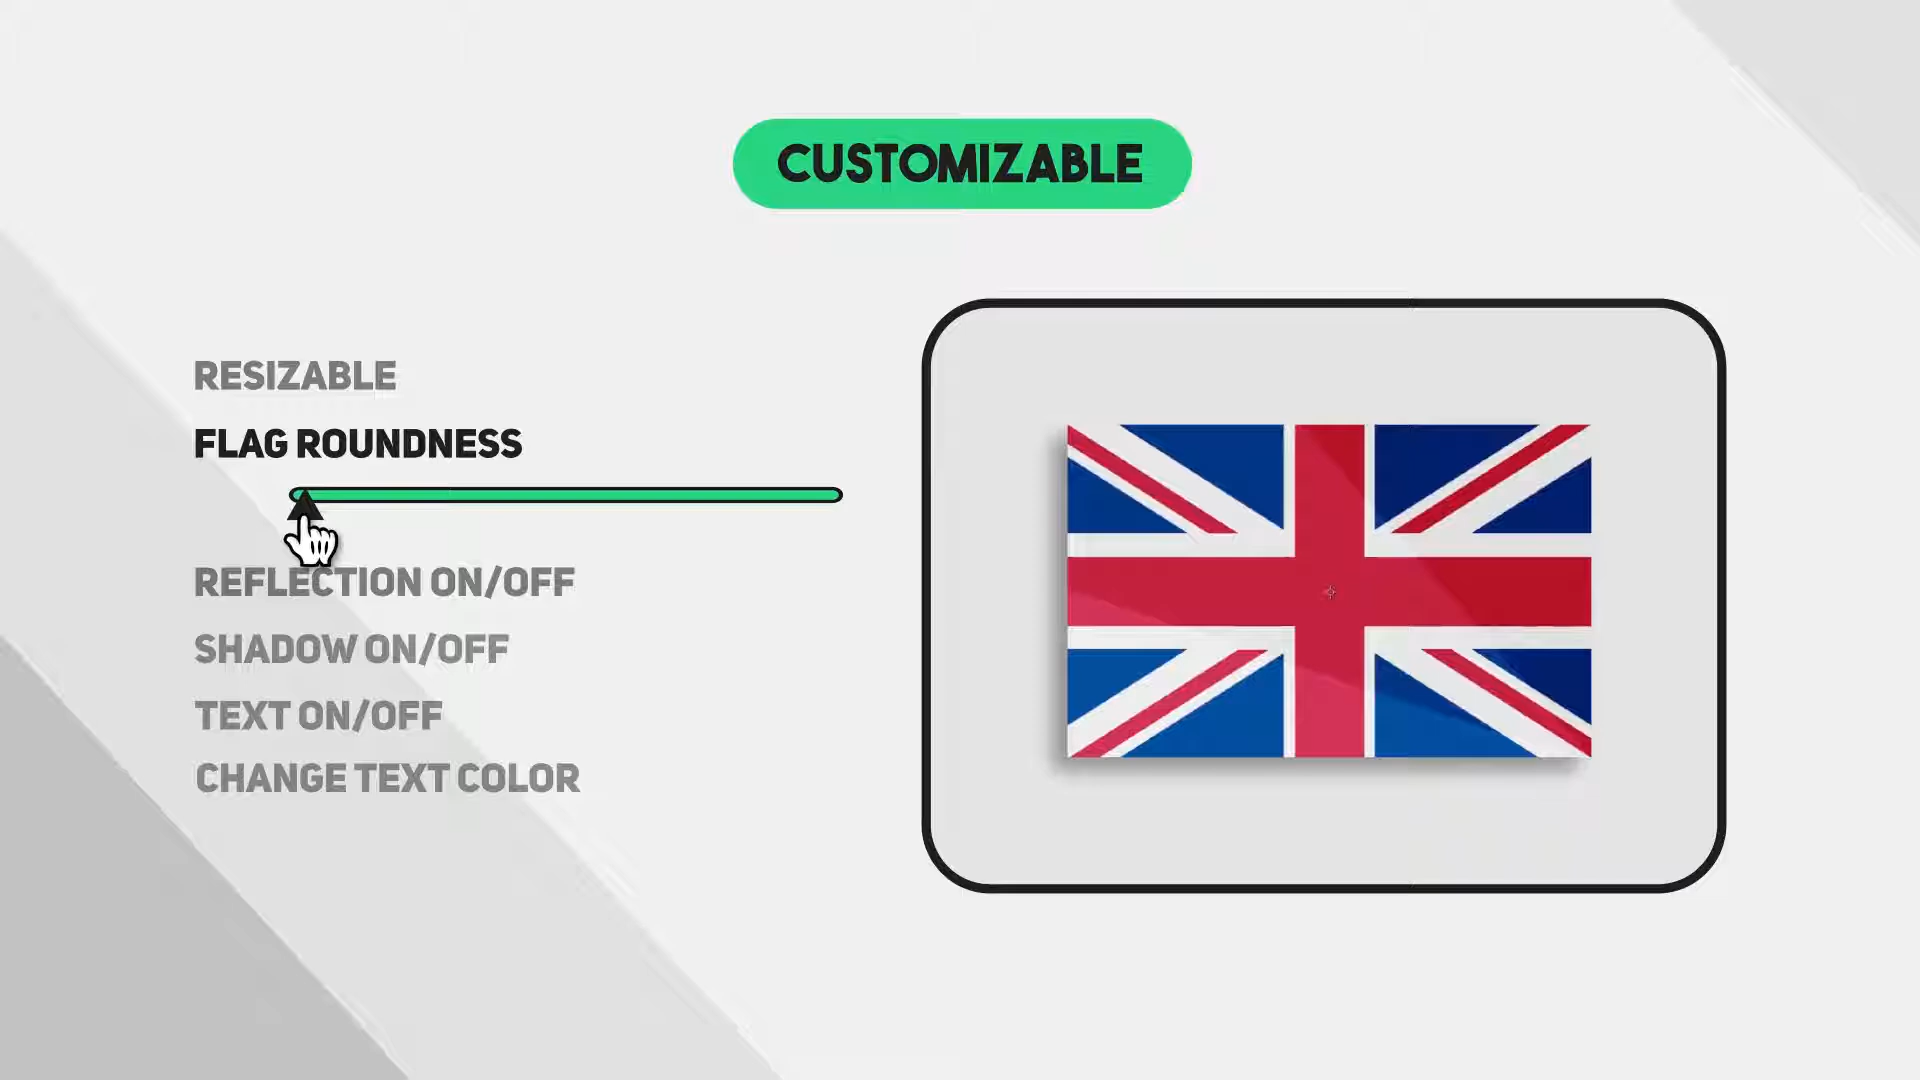 CUSTOMIZABLE
RESIZABLE
FLAG ROUNDNESS
REFLECTION ON/OFF
SHADOW ON/OFF
TEXT ON/OFF
CHANGE TEXT COLOR